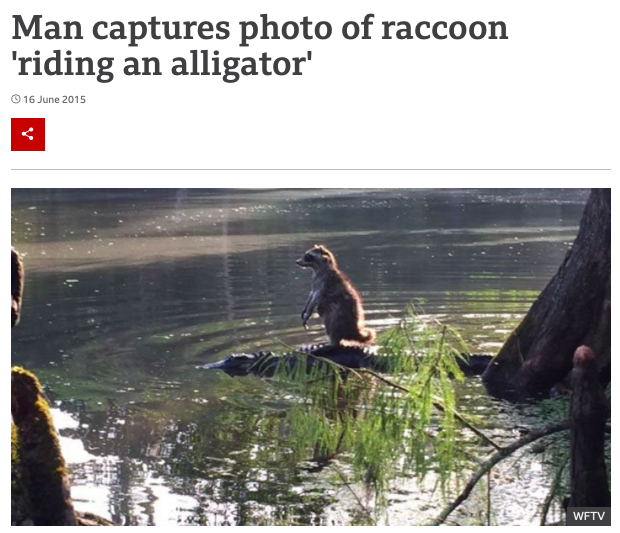 Man captures photo of raccoon
'riding an alligator'
16 June 2015
WFTV